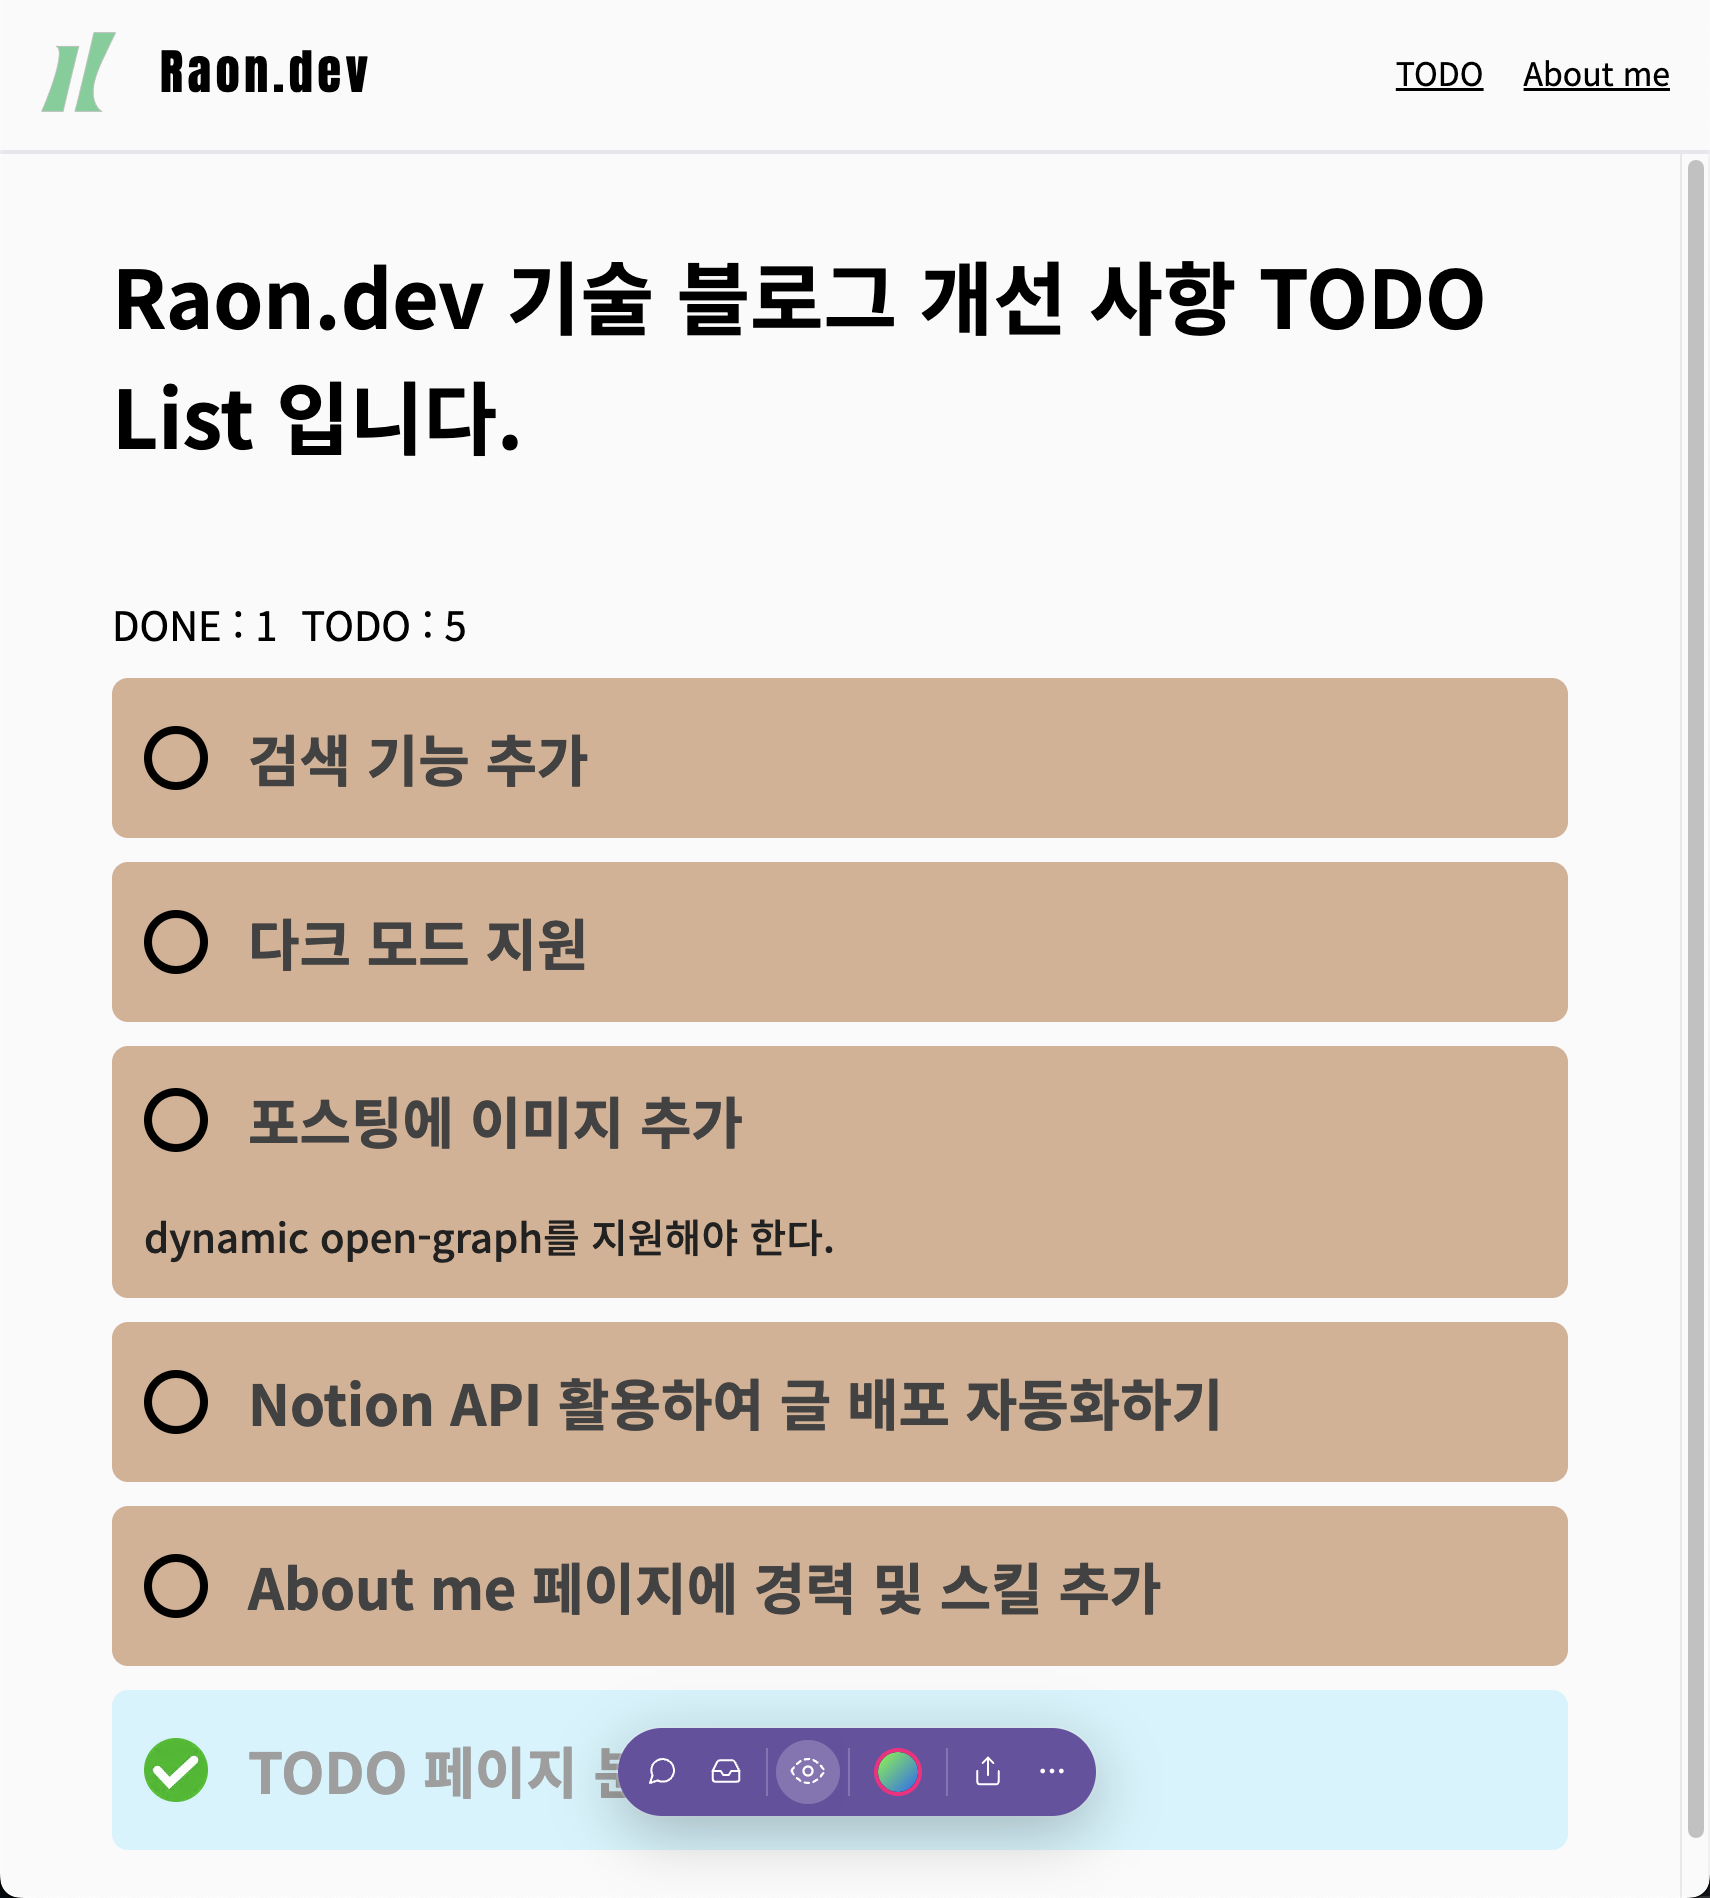 Raon.dev
TODO
About me
Raon.dev 기술 블로그 개선 사항 TODO
List 입니다.
DONE : 1 TODO : 5
검색 기능 추가
다크 모드 지원
포스팅에 이미지 추가
dynamic open-graph를 지원해야 한다.
Notion API 활용하여 글 배포 자동화하기
About me 페이지에 경력 및 스킬 추가
TODO 페이지